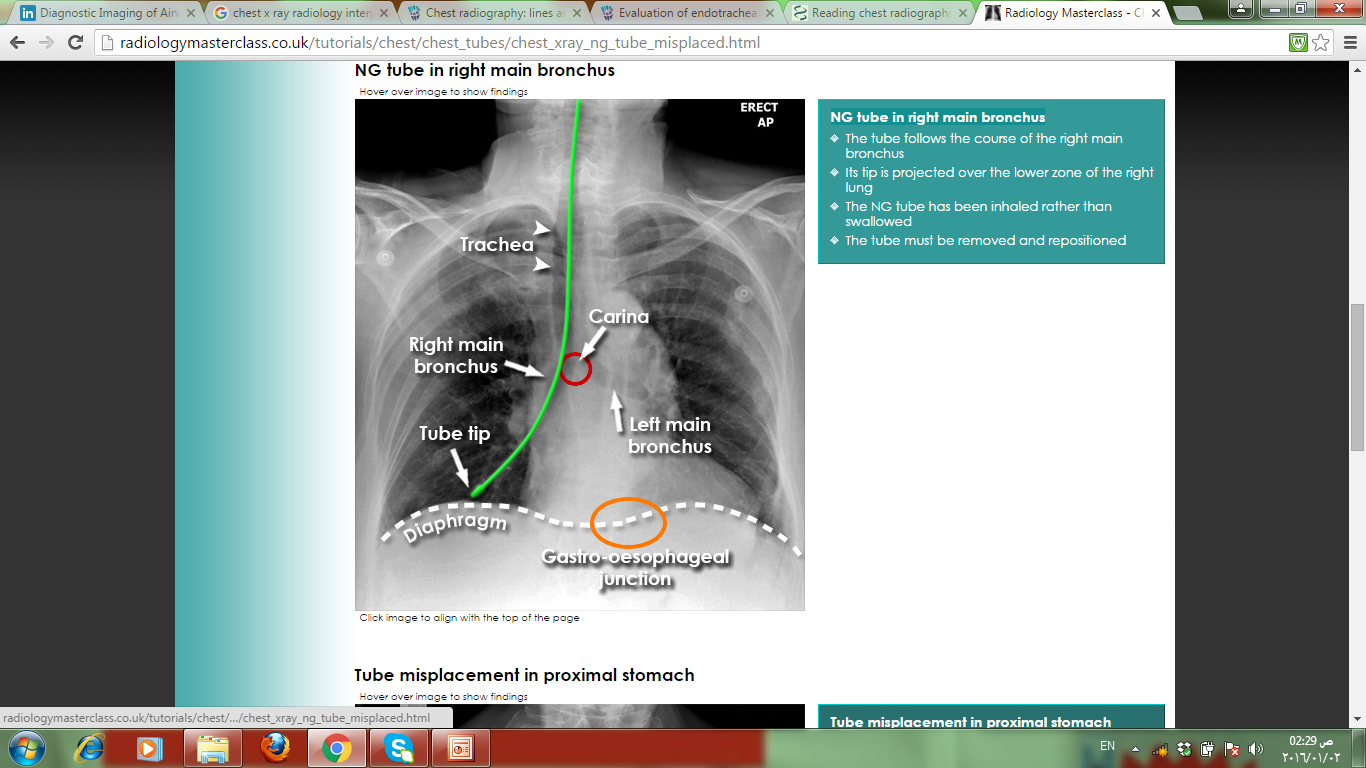 Diagnostic Imaging of Airw
chest x ray radiology inter
Chest radiography: lines a
Evaluation of endotrachea
Reading chest radiographs
Radiology Masterclass - Ch
radiologymasterclass.co.uk/tutorials/chest/chest_tubes/chest_xray_ng_tube_misplaced.html
NG tube in right main bronchus
Hover over image to show findings
ERECT
AP
Trachea
Carina
Right main
bronchus
Left main
bronchus
Tube tip
Diaphragm
Gastro-oesophageal
junction
Click image to align with the top of the page
NG tube in right main bronchus
The tube follows the course of the right main
bronchus
Its tip is projected over the lower zone of the right
lung
The NG tube has been inhaled rather than
swallowed
The tube must be removed and repositioned
Tube misplacement in proximal stomach
Hover over image to show findings
Tube misplacement in proximal stomach
radiologymasterclass.co.uk/tutorials/chest/.../chest_xray_ng_tube_misplaced.html
EN
02:29 ص
٢٠١٦/٠١/٠٢